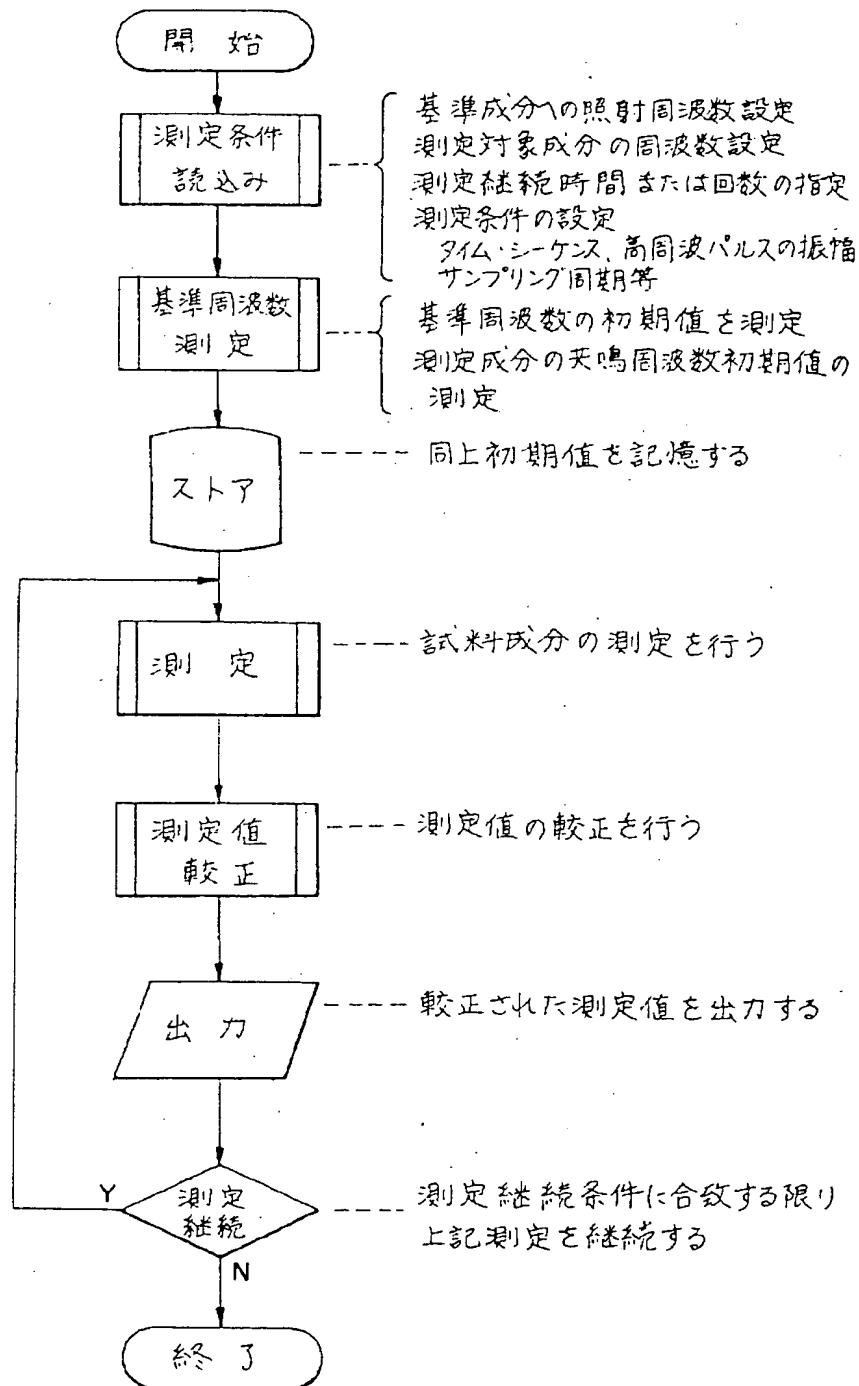 開始
測定条件
読込み
基準成分への照射周波数設定
測定対象成分の周波数設定
測定継続時間または回数の指定
測定条件の設定
タイム・シーケンス、高周波パルスの振幅
サンプリング周期等
基準周波数
測定
基準周波数の初期値を測定
測定成分の共鳴周波数初期値の
測定
ストア
同上初期値を記憶する
測定
試料成分の測定を行う
測定値
較正
測定値の較正を行う
出力
較正された測定値を出力する
Y
測定
継続
測定継続条件に合致する限り
上記測定を継続する
N
終了